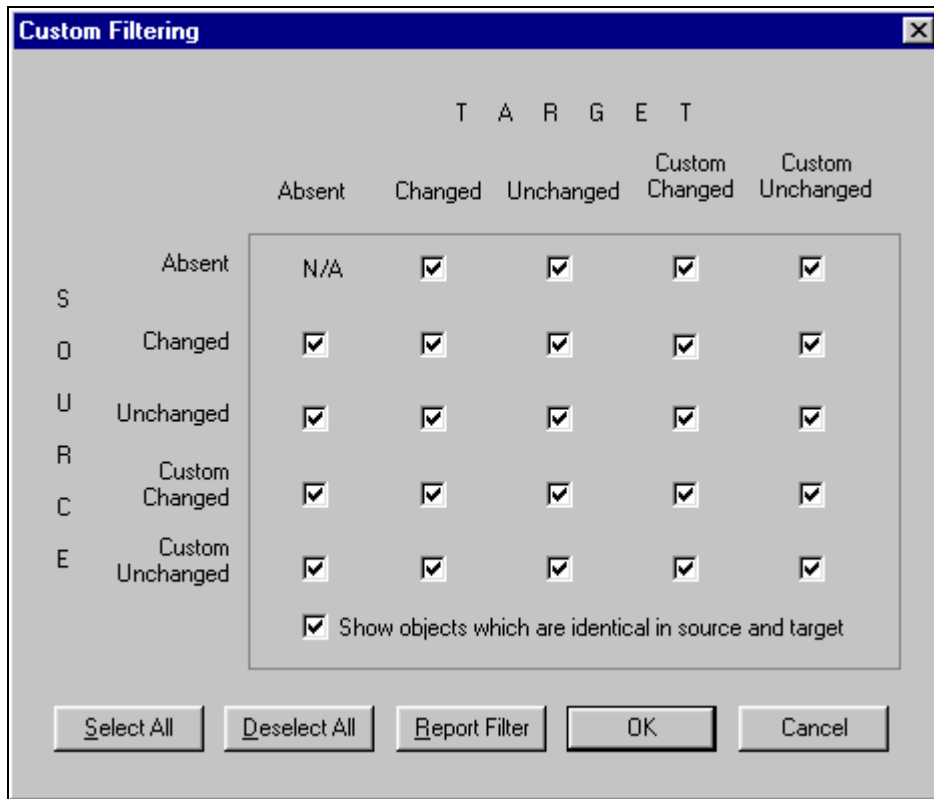 Custom Filtering
T A R G E T
Absent Changed Unchanged Custom Changed Custom Unchanged
S O U R C E
Absent N/A
Changed
Unchanged
Custom Changed
Custom Unchanged
Show objects which are identical in source and target
Select All Deselect All Report Filter OK Cancel